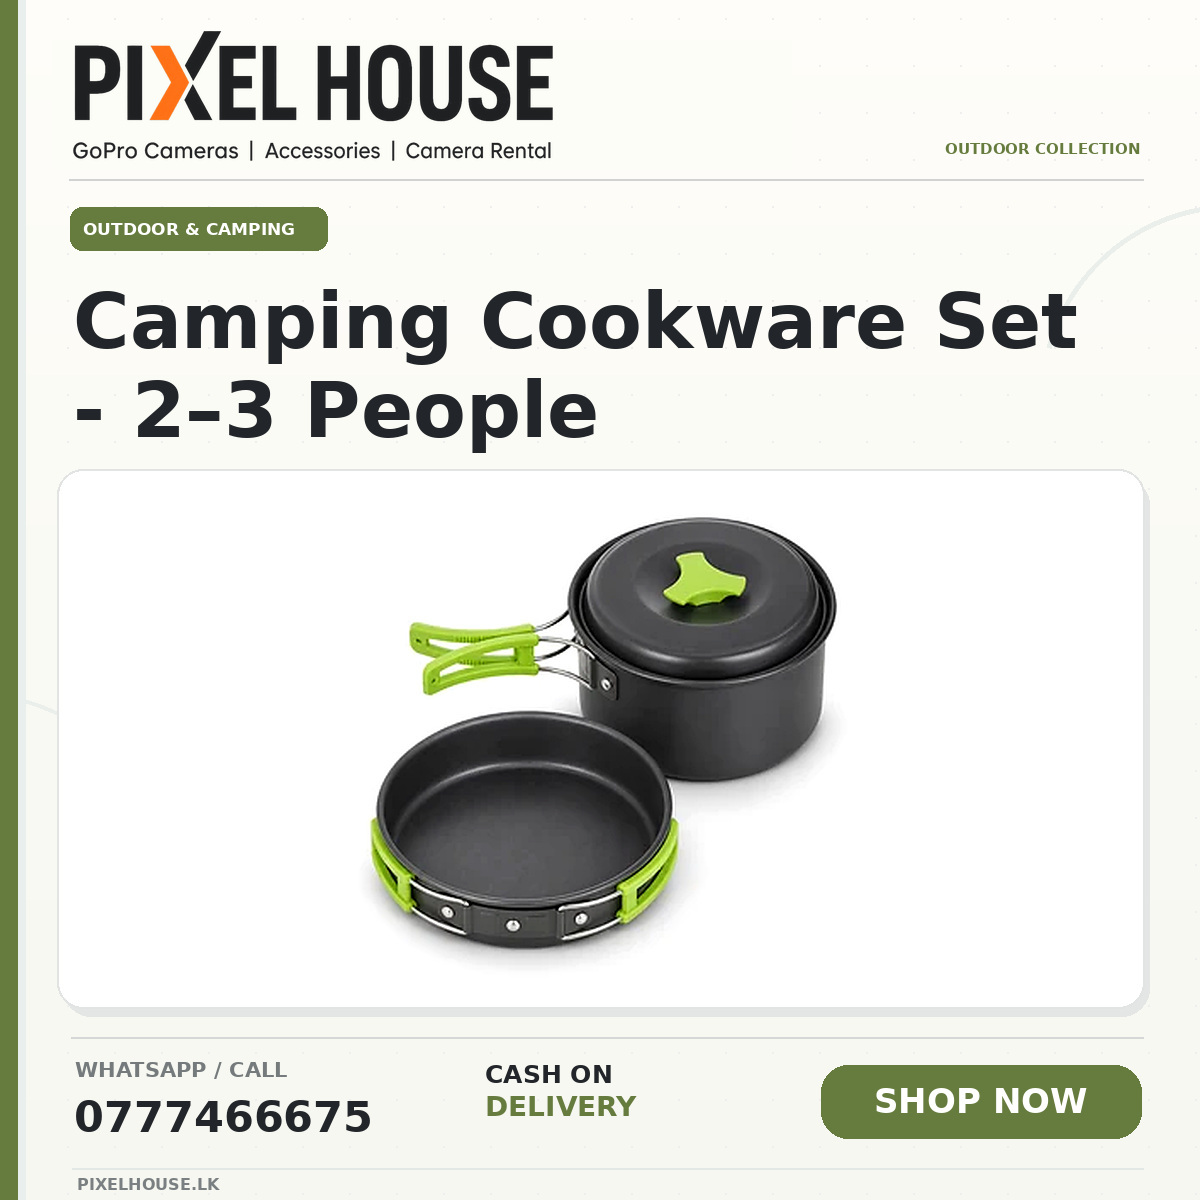 PIXEL HOUSE
GoPro Cameras | Accessories | Camera Rental
OUTDOOR COLLECTION
OUTDOOR & CAMPING
Camping Cookware Set
- 2–3 People
WHATSAPP / CALL
0777466675
CASH ON
DELIVERY
SHOP NOW
PIXELHOUSE.LK